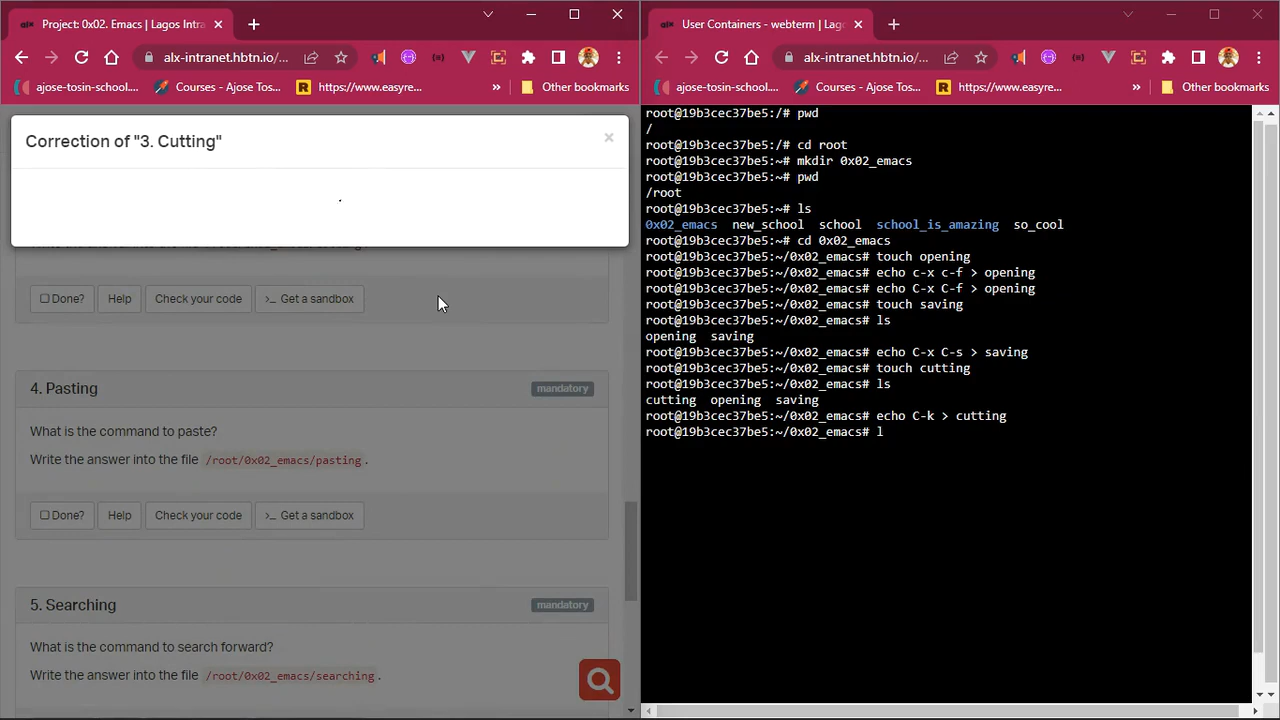 Project: 0x02. Emacs | Lagos Intra
alx-intranet.hbtn.io/...
ajose-tosin-school....
Courses - Ajose Tos...
https://www.easyre...
»
Other bookmarks
Correction of "3. Cutting"
×
Done?
Help
Check your code
>_ Get a sandbox
4. Pasting
mandatory
What is the command to paste?
Write the answer into the file /root/0x02_emacs/pasting.
Done?
Help
Check your code
>_ Get a sandbox
5. Searching
mandatory
What is the command to search forward?
Write the answer into the file /root/0x02_emacs/searching.
User Containers - webterm | Lag
alx-intranet.hbtn.io/...
ajose-tosin-school....
Courses - Ajose Tos...
https://www.easyre...
»
Other bookmarks
root@19b3cec37be5:/# pwd
/
root@19b3cec37be5:/# cd root
root@19b3cec37be5:~# mkdir 0x02_emacs
root@19b3cec37be5:~# pwd
/root
root@19b3cec37be5:~# ls
0x02_emacs  new_school  school  school_is_amazing  so_cool
root@19b3cec37be5:~# cd 0x02_emacs
root@19b3cec37be5:~/0x02_emacs# touch opening
root@19b3cec37be5:~/0x02_emacs# echo c-x c-f > opening
root@19b3cec37be5:~/0x02_emacs# echo C-x C-f > opening
root@19b3cec37be5:~/0x02_emacs# touch saving
root@19b3cec37be5:~/0x02_emacs# ls
opening  saving
root@19b3cec37be5:~/0x02_emacs# echo C-x C-s > saving
root@19b3cec37be5:~/0x02_emacs# touch cutting
root@19b3cec37be5:~/0x02_emacs# ls
cutting  opening  saving
root@19b3cec37be5:~/0x02_emacs# echo C-k > cutting
root@19b3cec37be5:~/0x02_emacs# l